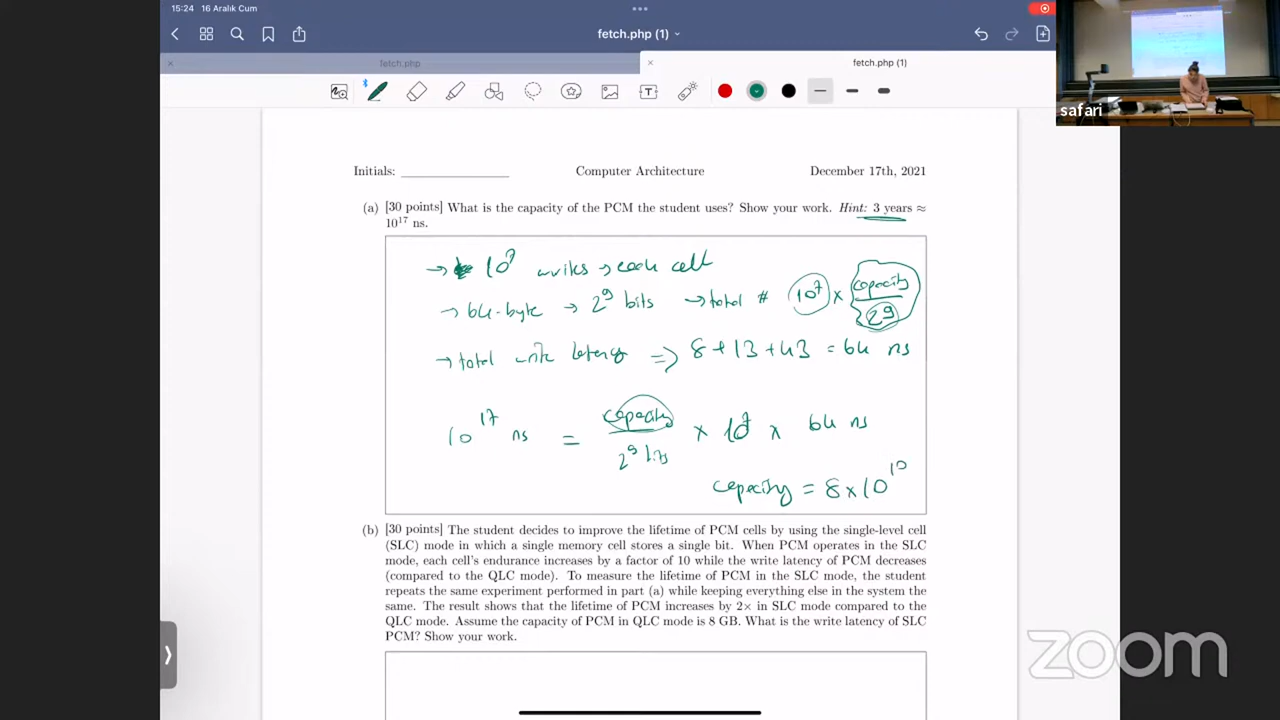 15:24 16 Aralık Cum
fetch.php (1)
fetch.php
fetch.php (1)
safari
Initials: Computer Architecture December 17th, 2021
(a) [30 points] What is the capacity of the PCM the student uses? Show your work. Hint: 3 years ≈
10^17 ns.
→ 10^7 writes → each cell
→ 64-byte → 2^9 bits → total # 10^7 x capacity / 2^9
→ total write latency => 8 + 13 + 43 = 64 ns
10^17 ns = capacity / 2^9 bits x 10^7 x 64 ns
capacity = 8 x 10^10
(b) [30 points] The student decides to improve the lifetime of PCM cells by using the single-level cell
(SLC) mode in which a single memory cell stores a single bit. When PCM operates in the SLC
mode, each cell's endurance increases by a factor of 10 while the write latency of PCM decreases
(compared to the QLC mode). To measure the lifetime of PCM in the SLC mode, the student
repeats the same experiment performed in part (a) while keeping everything else in the system the
same. The result shows that the lifetime of PCM increases by 2× in SLC mode compared to the
QLC mode. Assume the capacity of PCM in QLC mode is 8 GB. What is the write latency of SLC
PCM? Show your work.
zoom